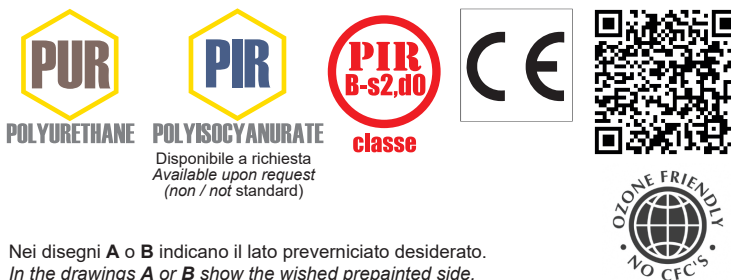 PUR
POLYURETHANE
PIR
POLYISOCYANURATE
Disponibile a richiesta
Available upon request
(non / not standard)
PIR
B-s2,d0
classe
CE
OZONE FRIENDLY
• NO CFC'S •
Nei disegni A o B indicano il lato preverniciato desiderato.
In the drawings A or B show the wished prepainted side.